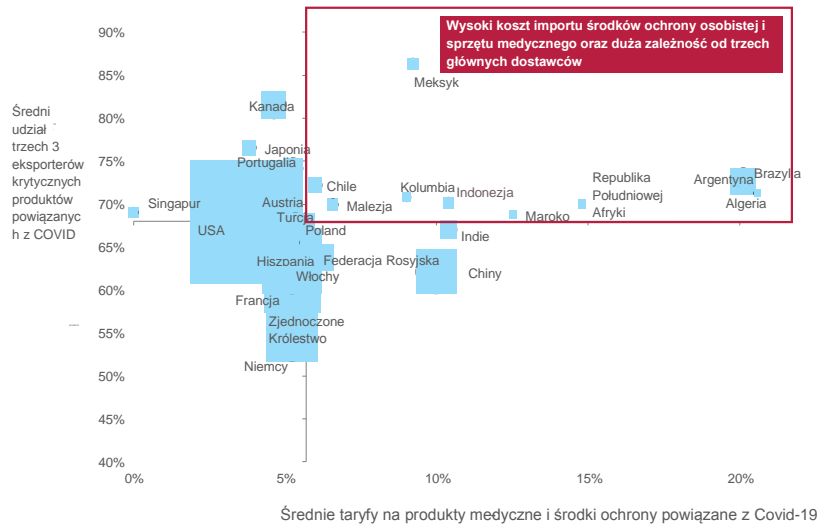 Wysoki koszt importu środków ochrony osobistej i
sprzętu medycznego oraz duża zależność od trzech
głównych dostawców
Średni
udział
trzech 3
eksporterów
krytycznych
produktów
powiązanyc
h z COVID
90%
85%
80%
75%
70%
65%
60%
55%
50%
45%
40%
Meksyk
Kanada
Japonia
Portugalia
Singapur
USA
Austria
Turcja
Poland
Chile
Malezja
Kolumbia
Indonezja
Maroko
Republika
Południowej
Afryki
Argentyna
Brazylia
Algeria
Indie
Hiszpania
Federacja Rosyjska
Włochy
Chiny
Francja
Zjednoczone
Królestwo
Niemcy
0%
5%
10%
15%
20%
Średnie taryfy na produkty medyczne i środki ochrony powiązane z Covid-19